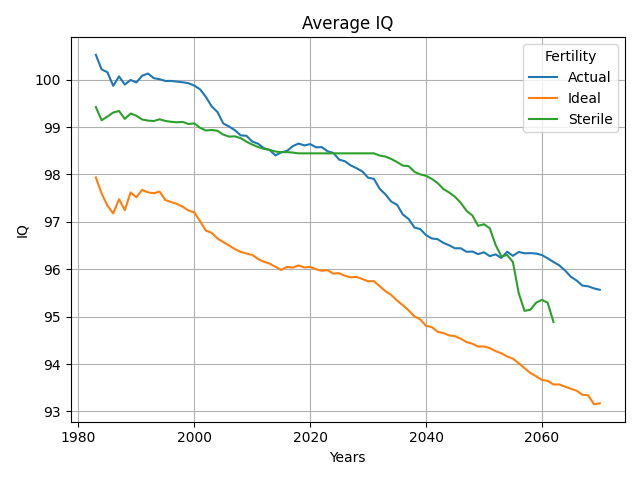 Average IQ
Fertility
Actual
Ideal
Sterile
IQ
100
99
98
97
96
95
94
93
1980
2000
2020
2040
2060
Years